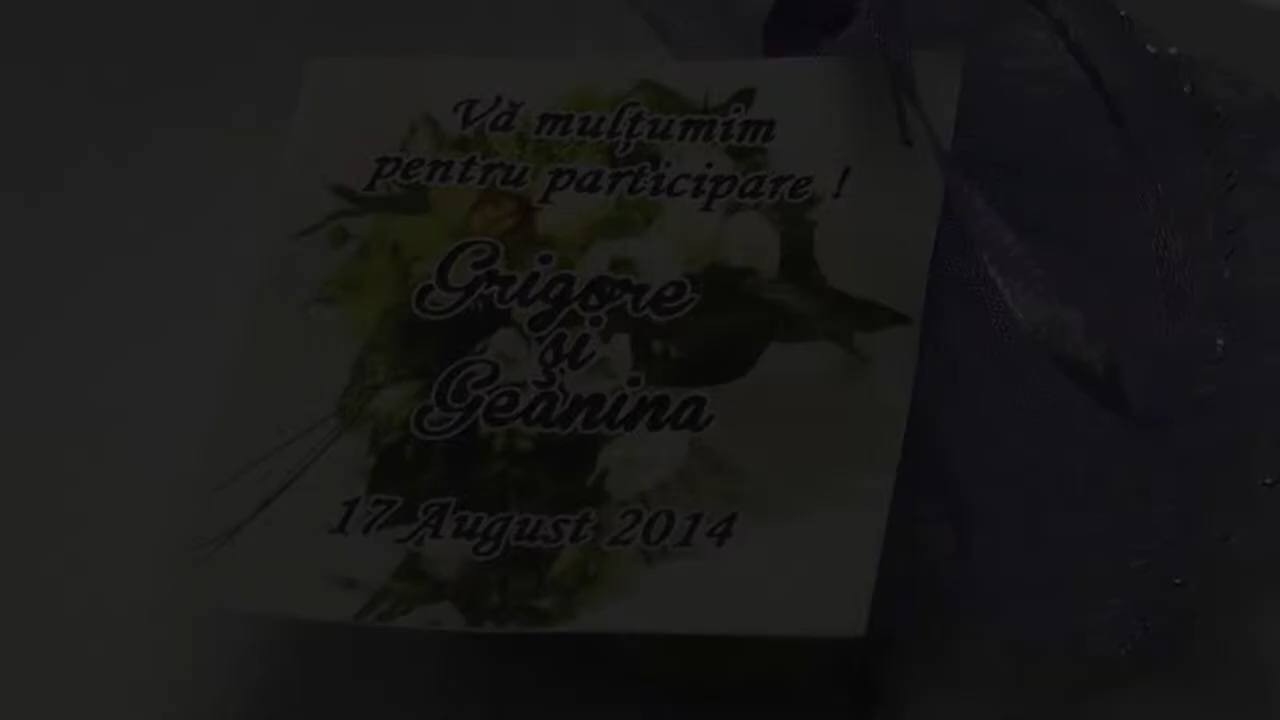 Vă mulțumim
pentru participare !
Grigore
și
Geanina
17 August 2014